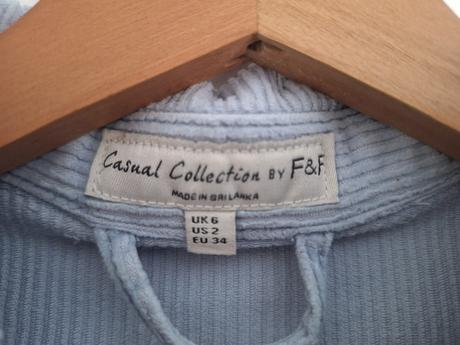 Casual Collection BY F&F
MADE IN SRI LANKA
UK 6
US 2
EU 34